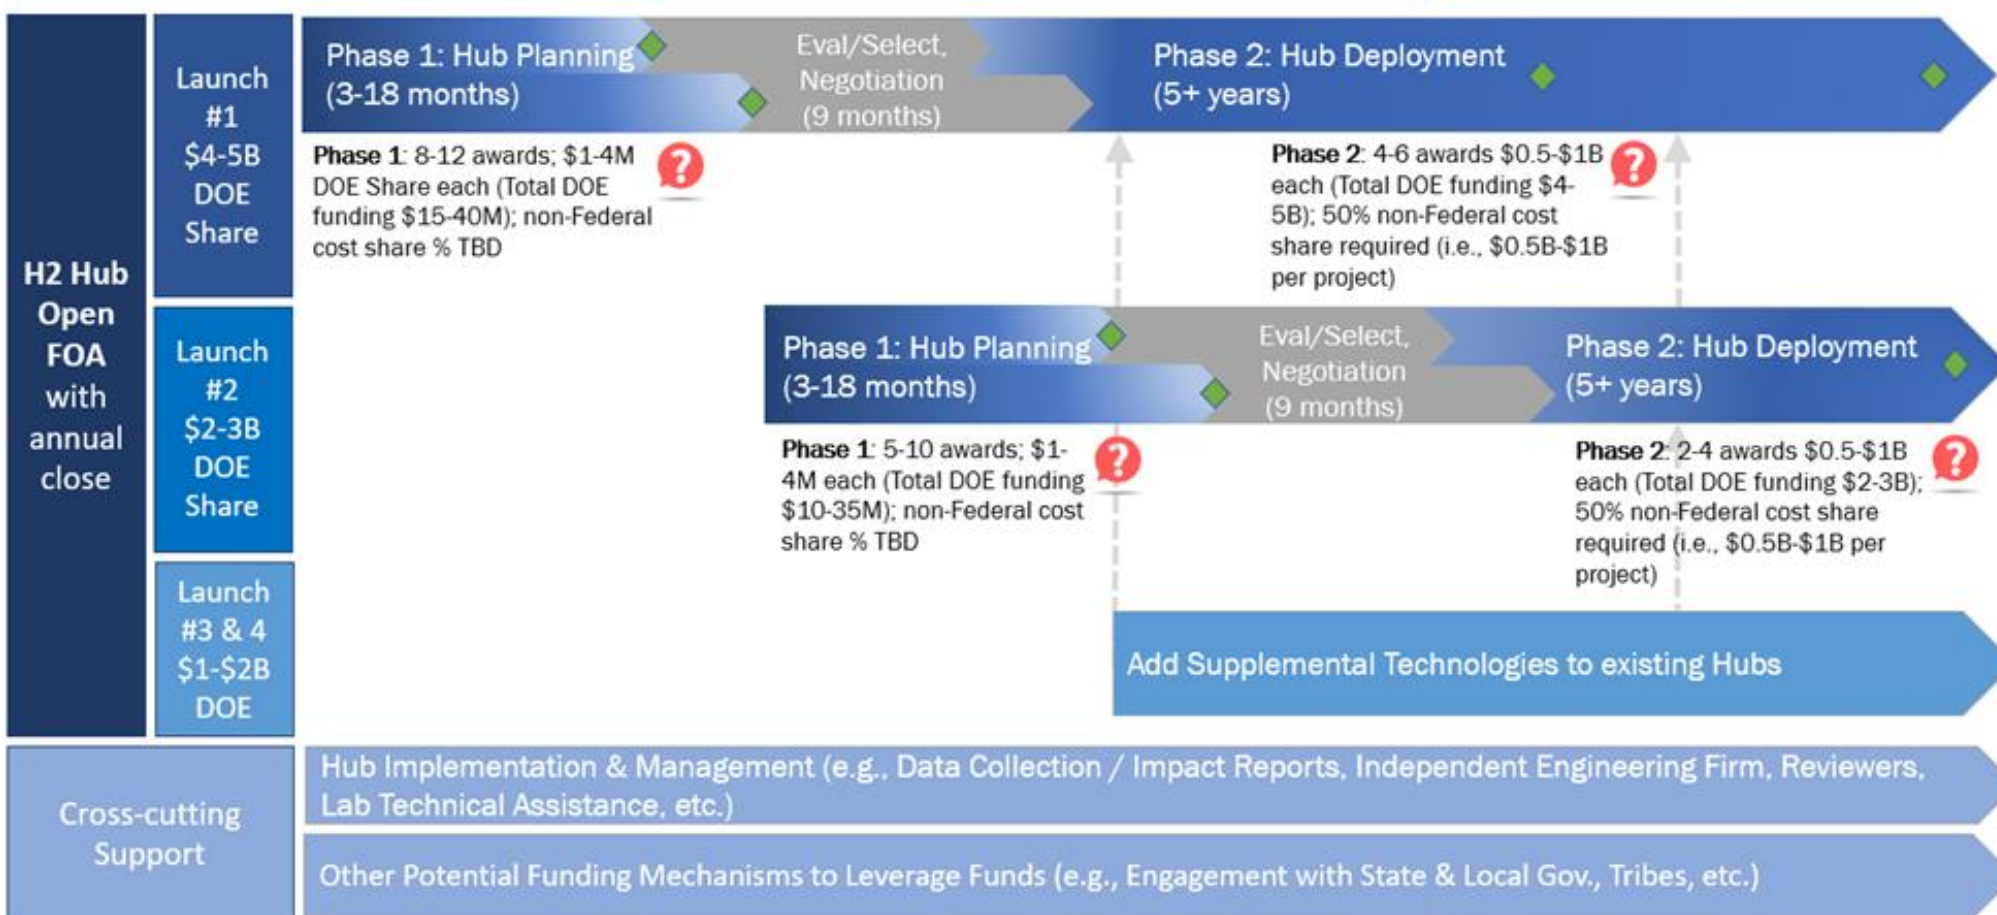 H2 Hub
Open
FOA
with
annual
close
Launch
#1
$4-5B
DOE
Share
Phase 1: Hub Planning
(3-18 months)
Eval/Select,
Negotiation
(9 months)
Phase 2: Hub Deployment
(5+ years)
Phase 1: 8-12 awards; $1-4M
DOE Share each (Total DOE
funding $15-40M); non-Federal
cost share % TBD
?
Phase 2: 4-6 awards $0.5-$1B
each (Total DOE funding $4-
5B); 50% non-Federal cost
share required (i.e., $0.5B-$1B
per project)
?
Launch
#2
$2-3B
DOE
Share
Phase 1: Hub Planning
(3-18 months)
Eval/Select,
Negotiation
(9 months)
Phase 2: Hub Deployment
(5+ years)
Phase 1: 5-10 awards; $1-
4M each (Total DOE funding
$10-35M); non-Federal cost
share % TBD
?
Phase 2: 2-4 awards $0.5-$1B
each (Total DOE funding $2-3B);
50% non-Federal cost share
required (i.e., $0.5B-$1B per
project)
?
Launch
#3 & 4
$1-$2B
DOE
Add Supplemental Technologies to existing Hubs
Cross-cutting
Support
Hub Implementation & Management (e.g., Data Collection / Impact Reports, Independent Engineering Firm, Reviewers,
Lab Technical Assistance, etc.)
Other Potential Funding Mechanisms to Leverage Funds (e.g., Engagement with State & Local Gov., Tribes, etc.)